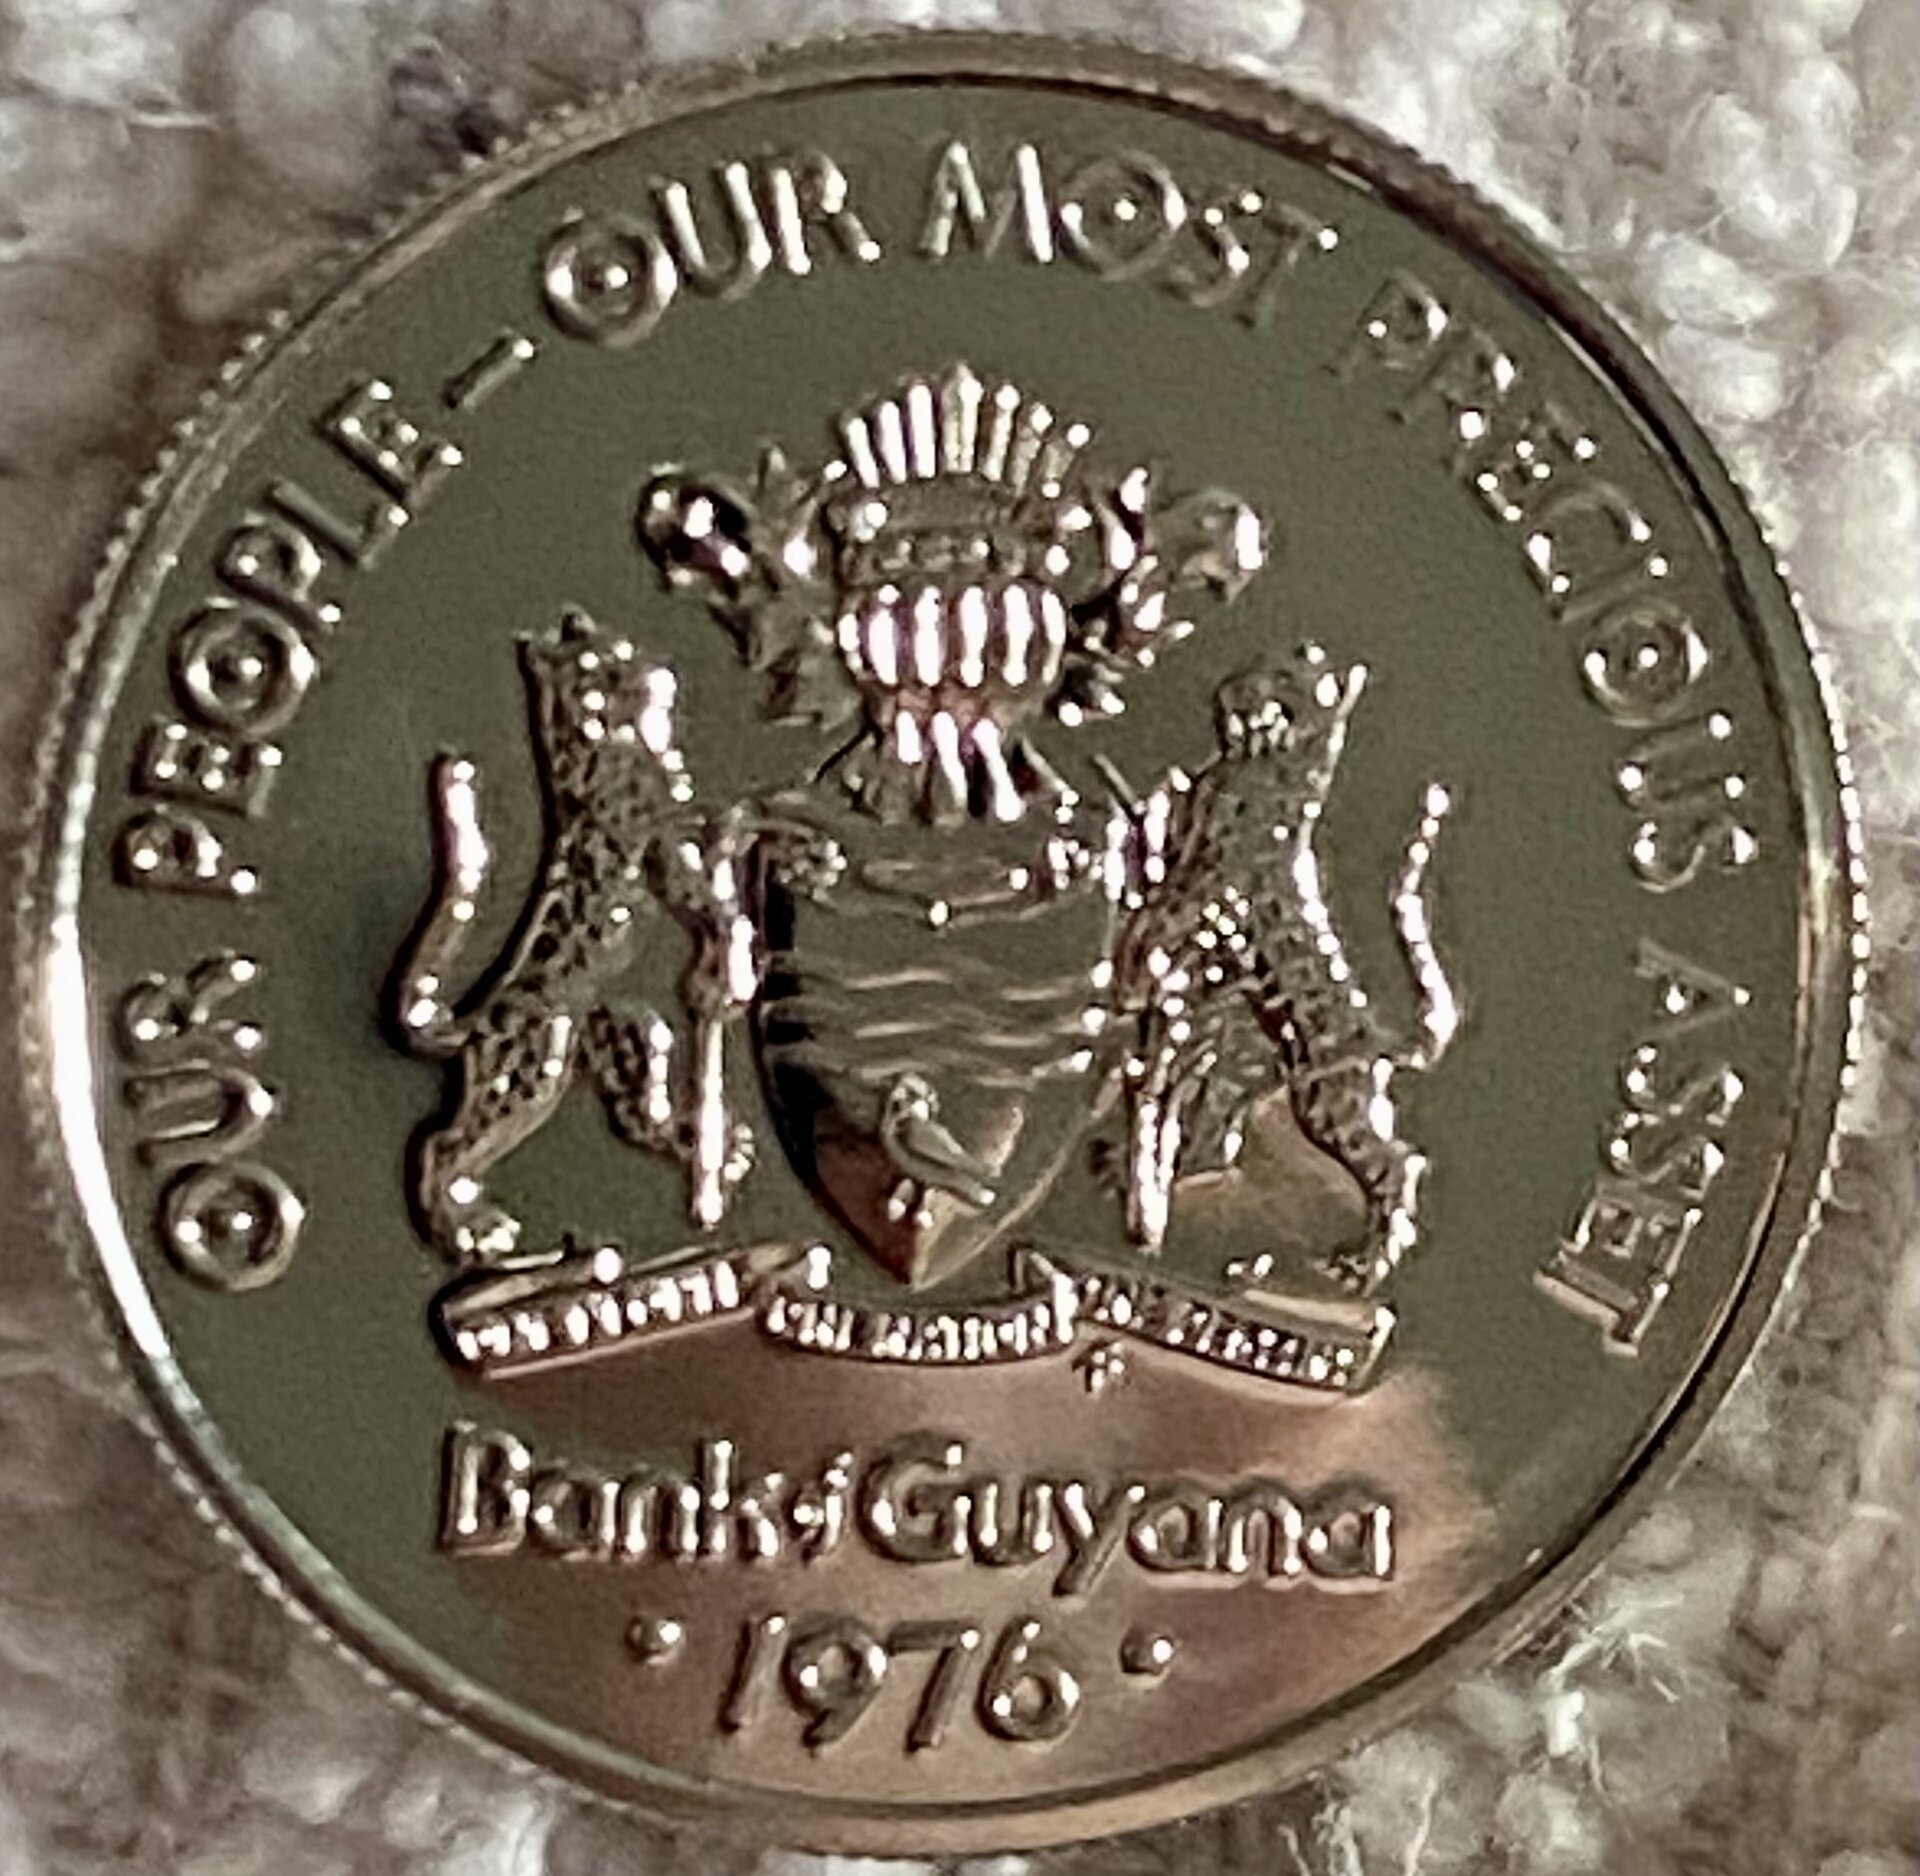 OUR PEOPLE - OUR MOST PRECIOUS ASSET
Bank of Guyana
· 1976 ·